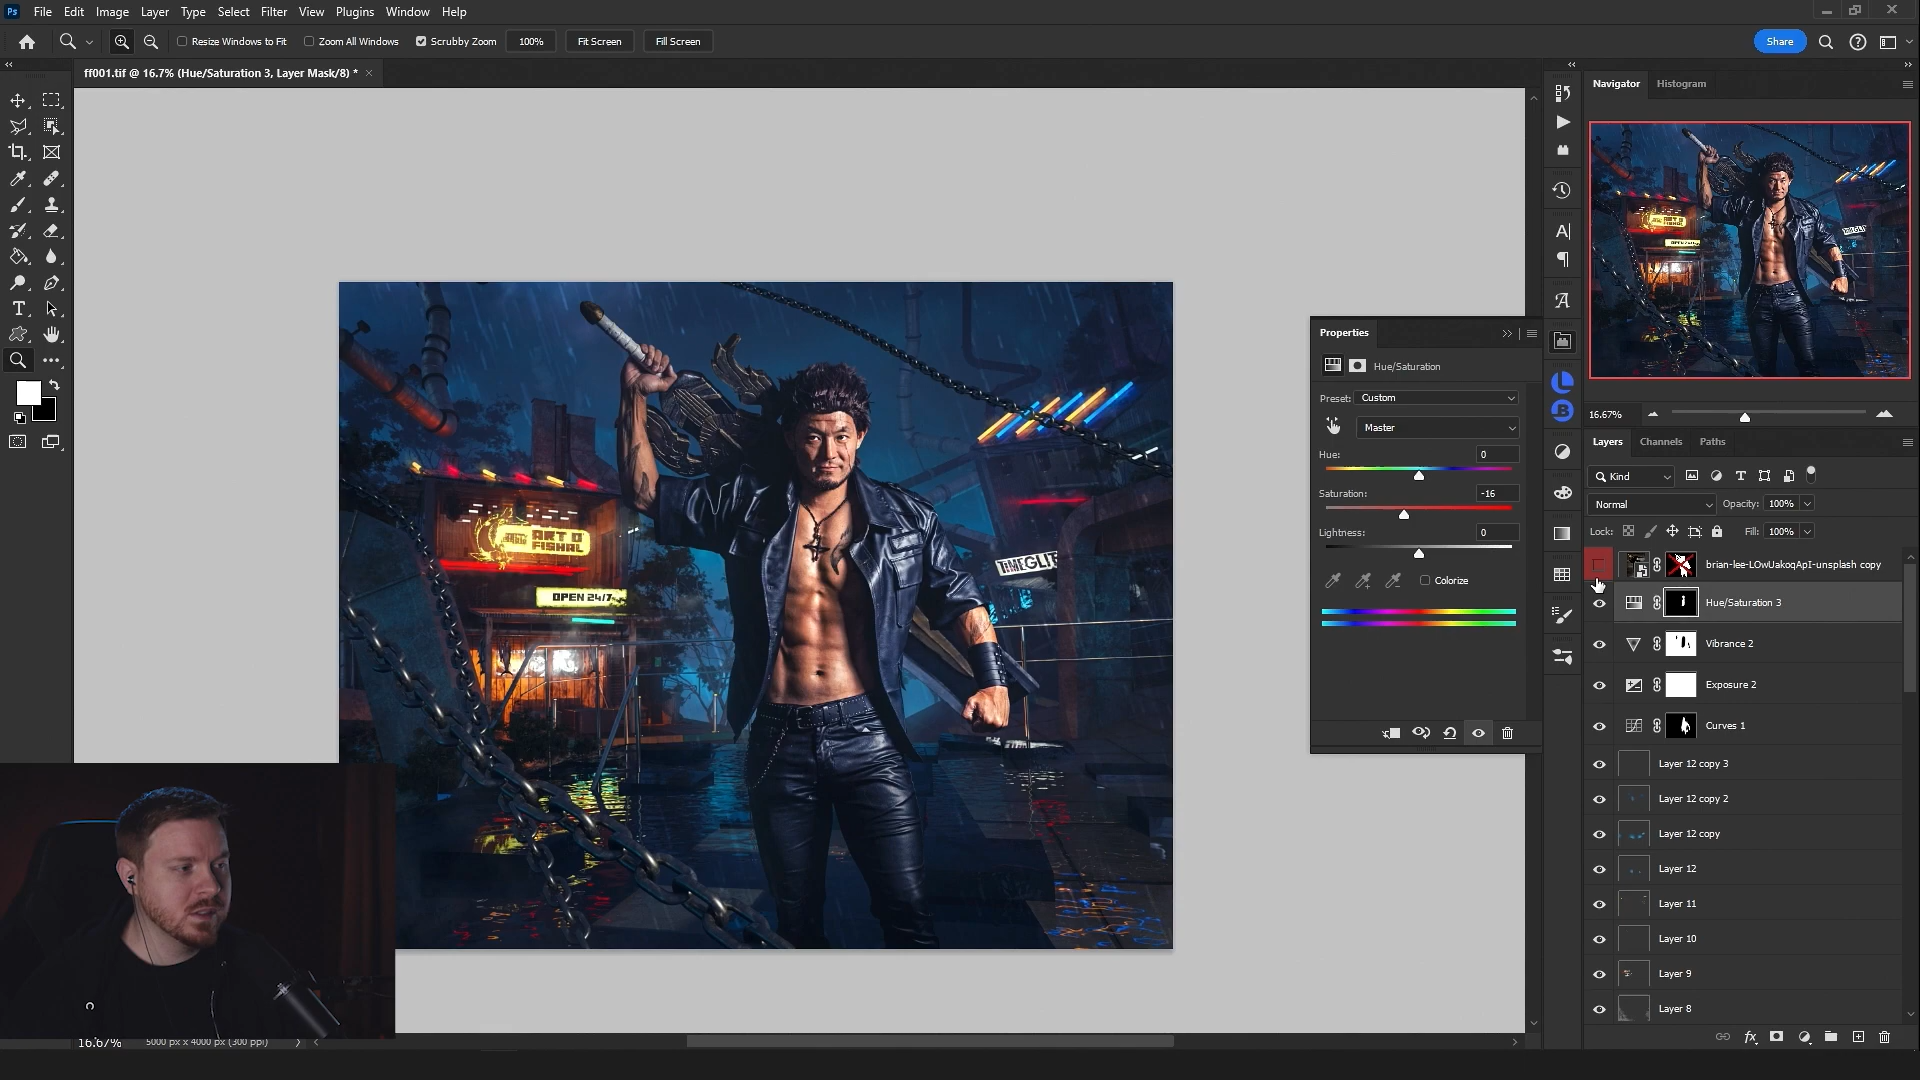 Ps File Edit Image Layer Type Select Filter View Plugins Window Help
Resize Windows to Fit Zoom All Windows Scrubby Zoom 100% Fit Screen Fill Screen Share
ff001.tif @ 16.7% (Hue/Saturation 3, Layer Mask/8) *
Navigator Histogram
ART O
FISHAL
OPEN 24/7
TIMEGLIT
Properties
Hue/Saturation
Preset: Custom
Master
Hue: 0
Saturation: -16
Lightness: 0
Colorize
16.67%
Layers Channels Paths
Kind
Normal Opacity: 100%
Lock: Fill: 100%
brian-lee-LOwUakoqApI-unsplash copy
Hue/Saturation 3
Vibrance 2
Exposure 2
Curves 1
Layer 12 copy 3
Layer 12 copy 2
Layer 12 copy
Layer 12
Layer 11
Layer 10
Layer 9
Layer 8
16.67% 5000 px x 4000 px (300 ppi)